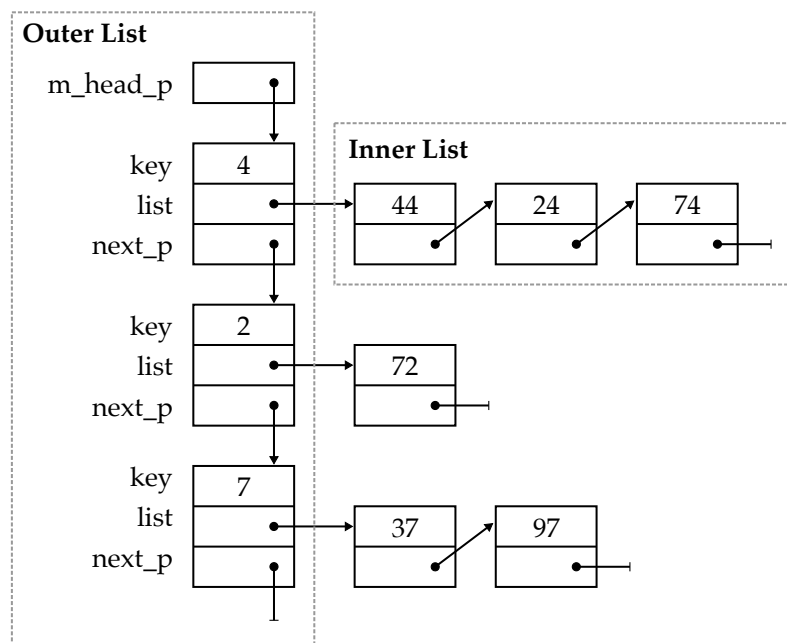 Outer List
m_head_p
key 4
Inner List
list 44 24 74
next_p
key 2
list 72
next_p
key 7
list 37 97
next_p